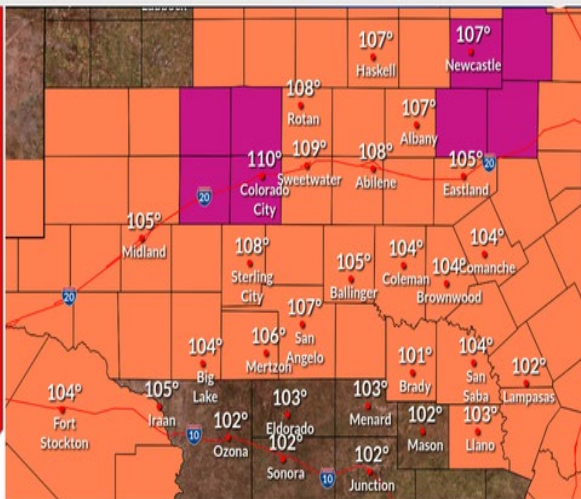 Lubbock
107°
Haskell
107°
Newcastle
108°
Rotan
107°
Albany
110°
Colorado
City
109°
Sweetwater
108°
Abilene
105°
Eastland
20
20
105°
Midland
108°
Sterling
City
105°
Ballinger
104°
Coleman
104°
Brownwood
104°
Comanche
20
107°
San
Angelo
106°
Mertzon
104°
Big
Lake
101°
Brady
104°
San
Saba
102°
Lampasas
104°
Fort
Stockton
105°
Iraan
102°
Ozona
103°
Eldorado
103°
Menard
102°
Mason
103°
Llano
10
102°
Sonora
102°
Junction
10